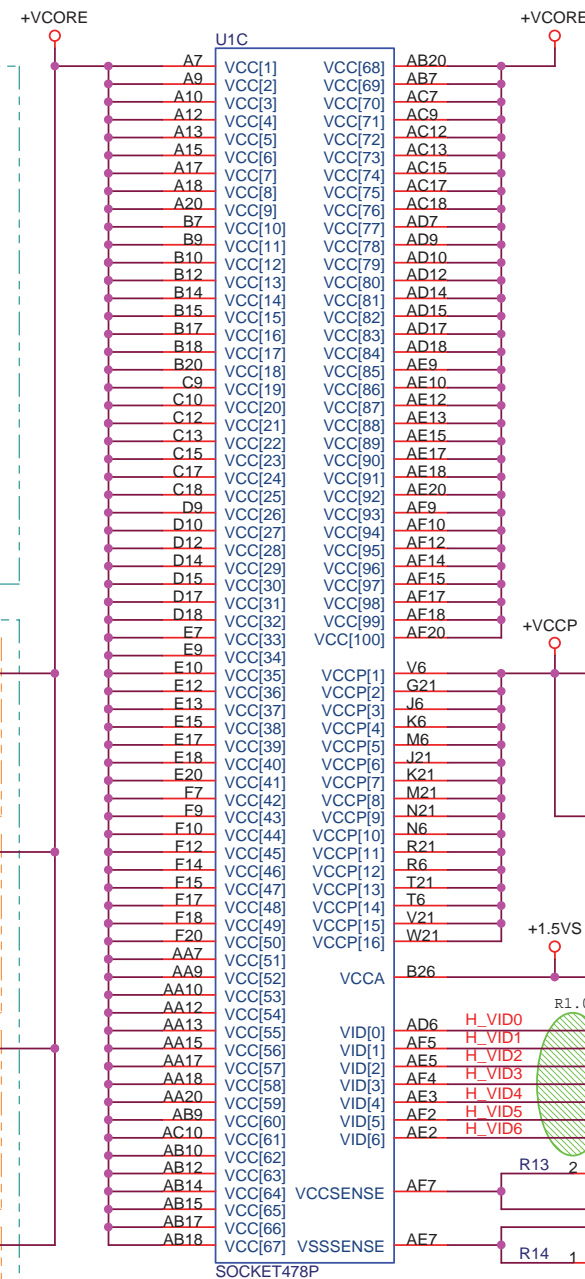 +VCORE
+VCORE
U1C
A7 VCC[1] VCC[68] AB20
A9 VCC[2] VCC[69] AB7
A10 VCC[3] VCC[70] AC7
A12 VCC[4] VCC[71] AC9
A13 VCC[5] VCC[72] AC12
A15 VCC[6] VCC[73] AC13
A17 VCC[7] VCC[74] AC15
A18 VCC[8] VCC[75] AC17
A20 VCC[9] VCC[76] AC18
B7 VCC[10] VCC[77] AD7
B9 VCC[11] VCC[78] AD9
B10 VCC[12] VCC[79] AD10
B12 VCC[13] VCC[80] AD12
B14 VCC[14] VCC[81] AD14
B15 VCC[15] VCC[82] AD15
B17 VCC[16] VCC[83] AD17
B18 VCC[17] VCC[84] AD18
B20 VCC[18] VCC[85] AE9
C9 VCC[19] VCC[86] AE10
C10 VCC[20] VCC[87] AE12
C12 VCC[21] VCC[88] AE13
C13 VCC[22] VCC[89] AE15
C15 VCC[23] VCC[90] AE17
C17 VCC[24] VCC[91] AE18
C18 VCC[25] VCC[92] AE20
D9 VCC[26] VCC[93] AF9
D10 VCC[27] VCC[94] AF10
D12 VCC[28] VCC[95] AF12
D14 VCC[29] VCC[96] AF14
D15 VCC[30] VCC[97] AF15
D17 VCC[31] VCC[98] AF17
D18 VCC[32] VCC[99] AF18
E7 VCC[33] VCC[100] AF20
+VCCP
E9 VCC[34]
E10 VCC[35] VCCP[1] V6
E12 VCC[36] VCCP[2] G21
E13 VCC[37] VCCP[3] J6
E15 VCC[38] VCCP[4] K6
E17 VCC[39] VCCP[5] M6
E18 VCC[40] VCCP[6] J21
E20 VCC[41] VCCP[7] K21
F7 VCC[42] VCCP[8] M21
F9 VCC[43] VCCP[9] N21
F10 VCC[44] VCCP[10] N6
F12 VCC[45] VCCP[11] R21
F14 VCC[46] VCCP[12] R6
F15 VCC[47] VCCP[13] T21
F17 VCC[48] VCCP[14] T6
F18 VCC[49] VCCP[15] V21
F20 VCC[50] VCCP[16] W21
+1.5VS
AA7 VCC[51]
AA9 VCC[52] VCCA B26
AA10 VCC[53]
AA12 VCC[54]
R1.0
AA13 VCC[55] VID[0] AD6 H_VID0
AA15 VCC[56] VID[1] AF5 H_VID1
AA17 VCC[57] VID[2] AE5 H_VID2
AA18 VCC[58] VID[3] AF4 H_VID3
AA20 VCC[59] VID[4] AE3 H_VID4
AB9 VCC[60] VID[5] AF2 H_VID5
AC10 VCC[61] VID[6] AE2 H_VID6
AB10 VCC[62]
AB12 VCC[63]
R13 2
AB14 VCC[64] VCCSENSE AF7
AB15 VCC[65]
AB17 VCC[66]
AB18 VCC[67] VSSSENSE AE7
R14 1
SOCKET478P